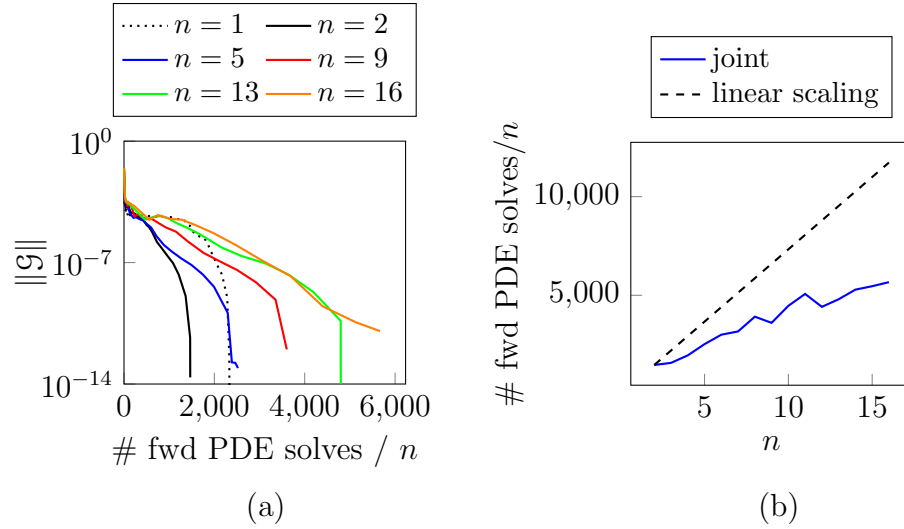 n = 1
n = 2
n = 5
n = 9
n = 13
n = 16
10^0
10^−7
10^−14
‖𝒢‖
0
2,000
4,000
6,000
# fwd PDE solves / n
(a)
joint
linear scaling
10,000
5,000
# fwd PDE solves/n
5
10
15
n
(b)